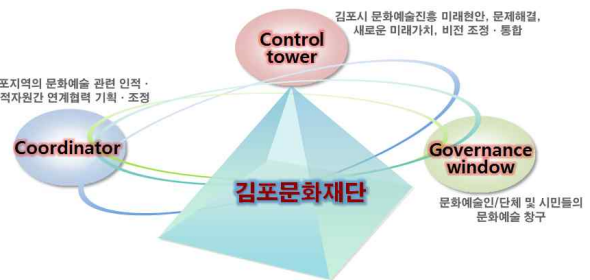 김포시 문화예술진흥 미래현안, 문제해결,
새로운 미래가치, 비전 조정 · 통합
Control
tower
포지역의 문화예술 관련 인적 ·
적자원간 연계협력 기획 · 조정
Coordinator
Governance
window
김포문화재단
문화예술인/단체 및 시민들의
문화예술 창구